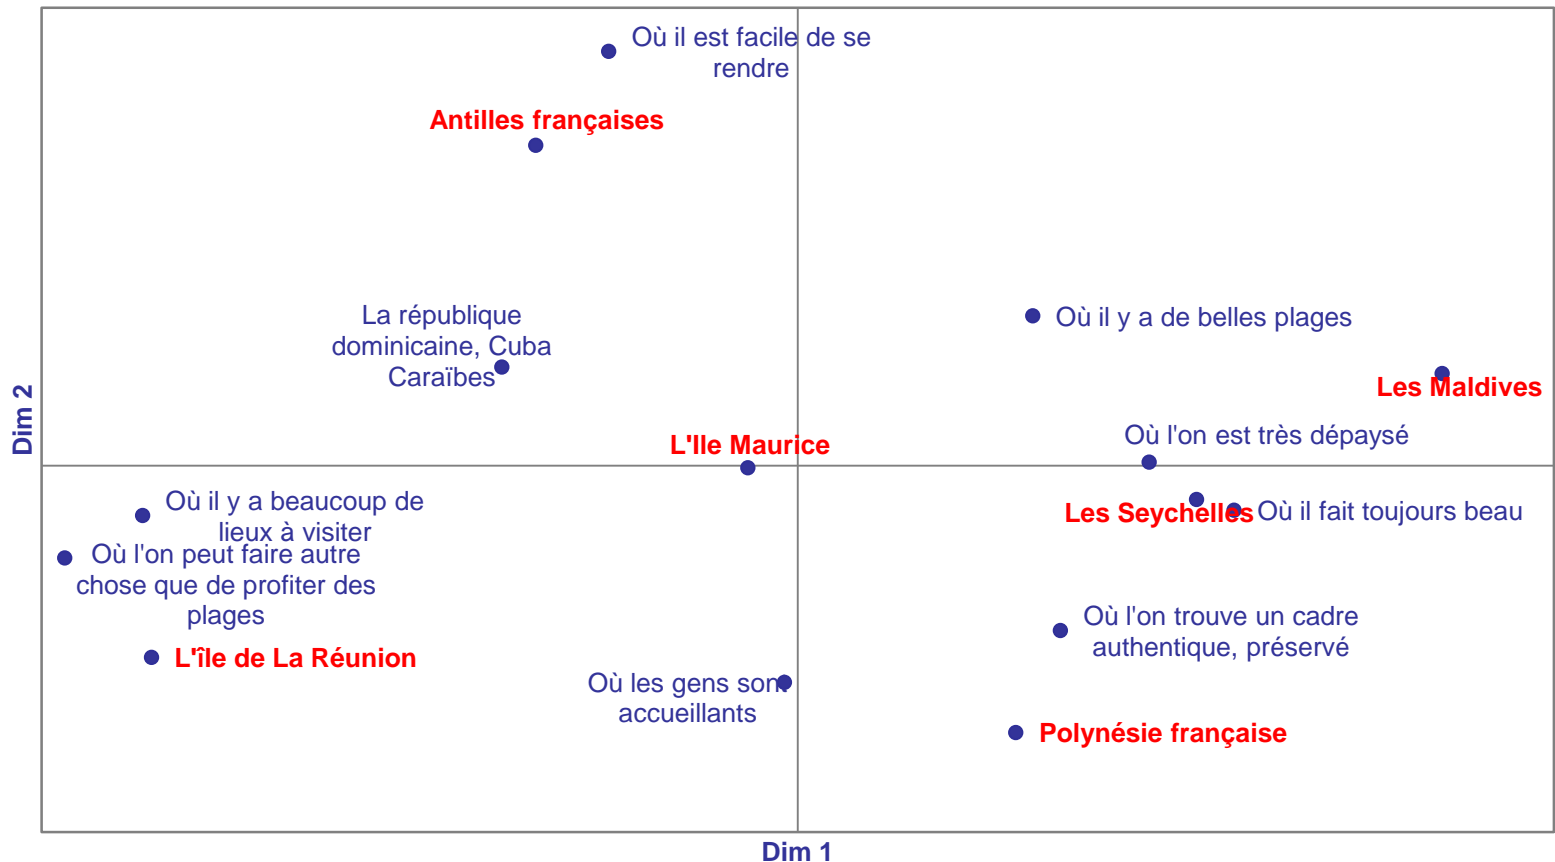 Où il est facile de se
rendre
Antilles françaises
La république
dominicaine, Cuba
Caraïbes
Où il y a de belles plages
Les Maldives
Dim 2
Où l'on est très dépaysé
L'Ile Maurice
Où il y a beaucoup de
lieux à visiter
Les Seychelles
Où il fait toujours beau
Où l'on peut faire autre
chose que de profiter des
plages
L'île de La Réunion
Où l'on trouve un cadre
authentique, préservé
Où les gens sont
accueillants
Polynésie française
Dim 1